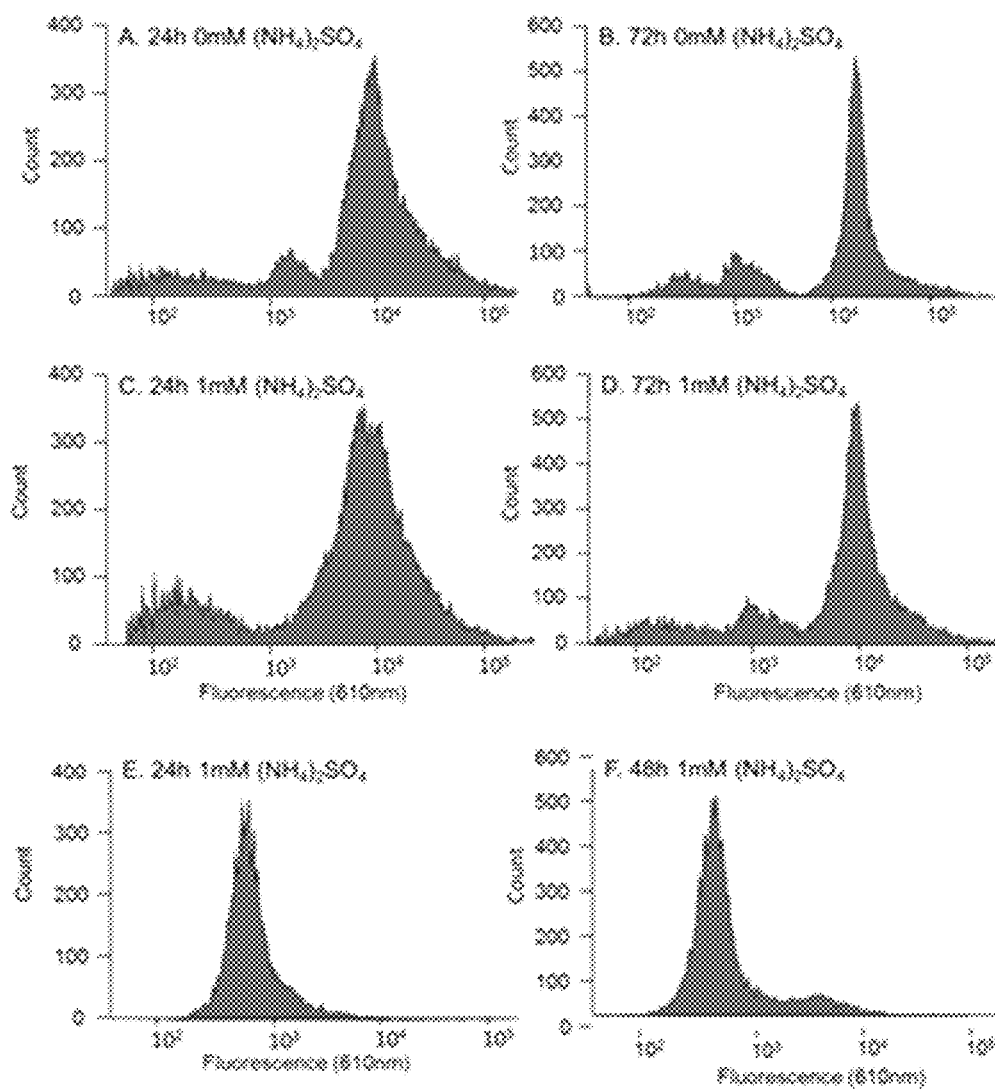 A. 24h 0mM (NH₄)₂SO₄
400
300
200
100
0
Count
10² 10³ 10⁴ 10⁵
B. 72h 0mM (NH₄)₂SO₄
600
500
400
300
200
100
0
Count
10² 10³ 10⁴ 10⁵
C. 24h 1mM (NH₄)₂SO₄
400
300
200
100
0
Count
10² 10³ 10⁴ 10⁵
Fluorescence (610nm)
D. 72h 1mM (NH₄)₂SO₄
600
500
400
300
200
100
0
Count
10² 10³ 10⁴ 10⁵
Fluorescence (610nm)
E. 24h 1mM (NH₄)₂SO₄
400
300
200
100
0
Count
10² 10³ 10⁴ 10⁵
Fluorescence (610nm)
F. 48h 1mM (NH₄)₂SO₄
600
500
400
300
200
100
0
Count
10² 10³ 10⁴ 10⁵
Fluorescence (610nm)